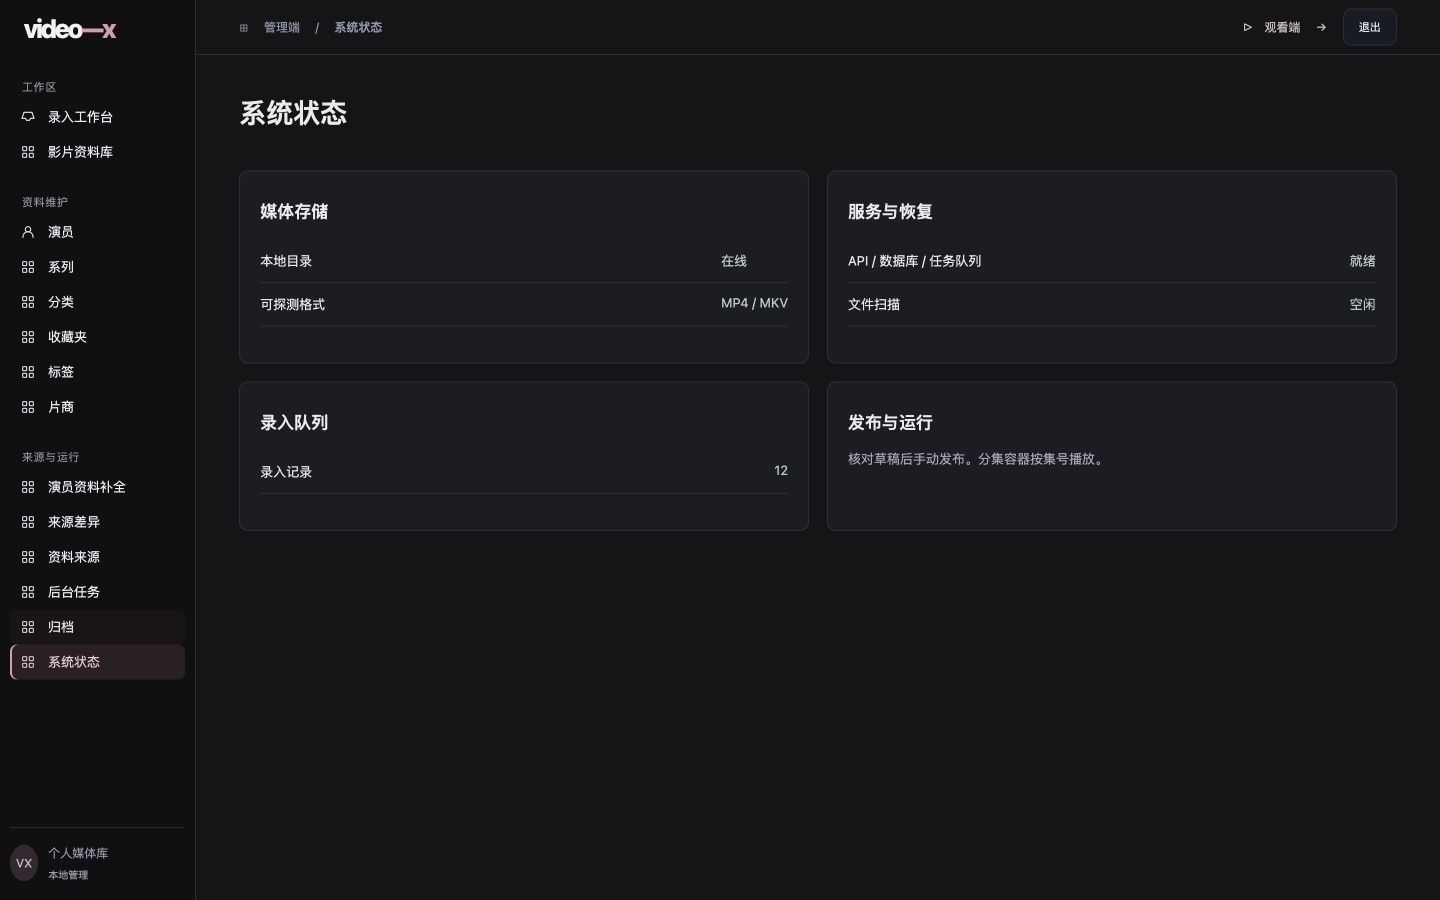 video—x
管理端 / 系统状态
观看端 →
退出
工作区
录入工作台
影片资料库
资料维护
演员
系列
分类
收藏夹
标签
片商
来源与运行
演员资料补全
来源差异
资料来源
后台任务
归档
系统状态
VX
个人媒体库
本地管理
系统状态
媒体存储
本地目录 在线
可探测格式 MP4 / MKV
服务与恢复
API / 数据库 / 任务队列 就绪
文件扫描 空闲
录入队列
录入记录 12
发布与运行
核对草稿后手动发布。分集容器按集号播放。